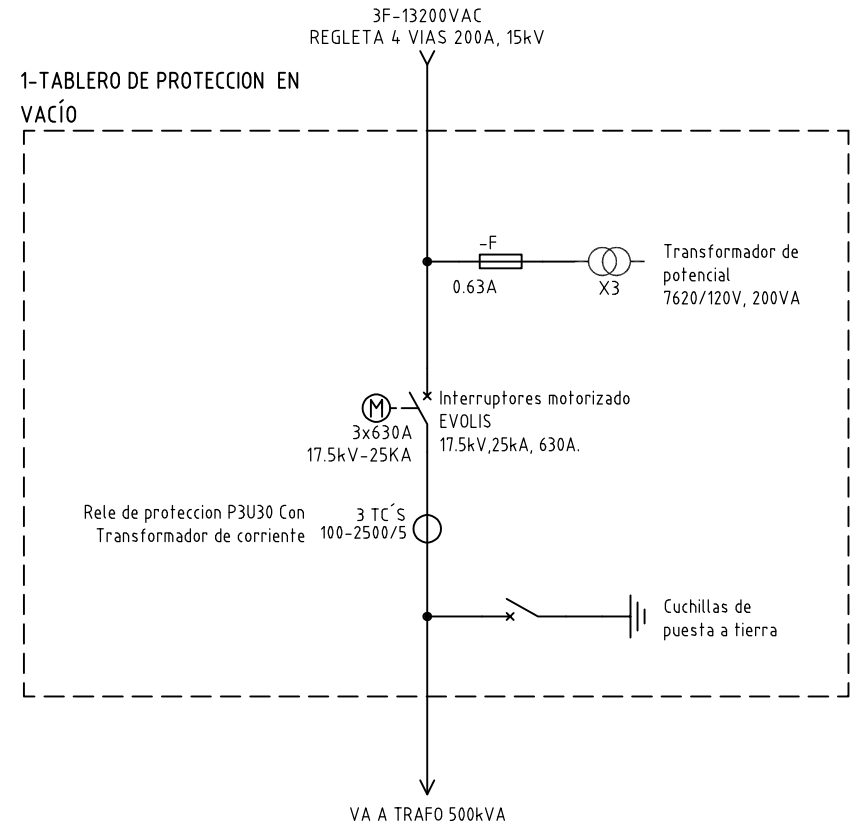 3F-13200VAC
REGLETA 4 VIAS 200A, 15kV
1-TABLERO DE PROTECCION EN
VACÍO
-F
0.63A
X3
Transformador de
potencial
7620/120V, 200VA
M
3x630A
17.5kV-25KA
Interruptores motorizado
EVOLIS
17.5kV,25kA, 630A.
Rele de proteccion P3U30 Con
Transformador de corriente
3 TC´S
100-2500/5
Cuchillas de
puesta a tierra
VA A TRAFO 500kVA